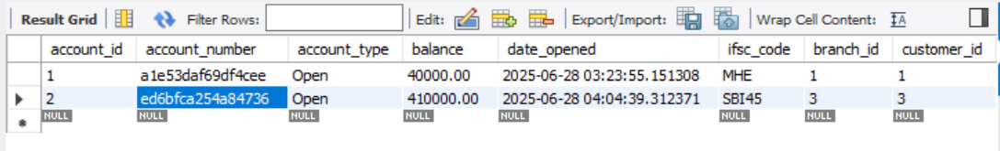 Result Grid Filter Rows: Edit: Export/Import: Wrap Cell Content: IA
account_id account_number account_type balance date_opened ifsc_code branch_id customer_id
1 a1e53daf69df4cee Open 40000.00 2025-06-28 03:23:55.151308 MHE 1 1
2 ed6bfca254a84736 Open 410000.00 2025-06-28 04:04:39.312371 SBI45 3 3
NULL NULL NULL NULL NULL NULL NULL NULL